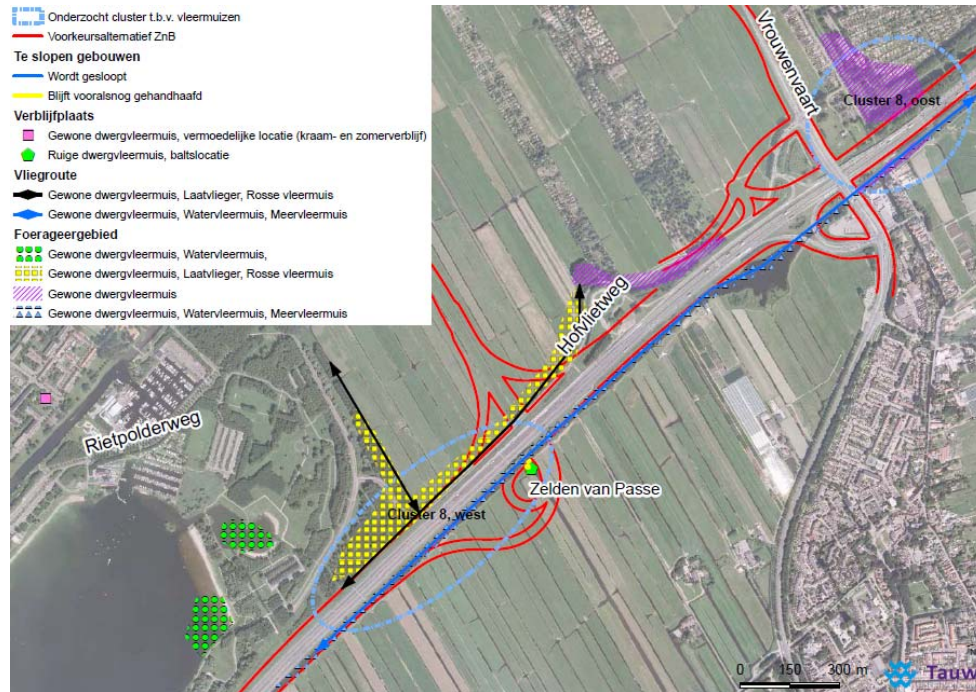 Onderzocht cluster t.b.v. vleermuizen
Voorkeursalternatief ZnB
Te slopen gebouwen
Wordt gesloopt
Blijft vooralsnog gehandhaafd
Verblijfplaats
Gewone dwergvleermuis, vermoedelijke locatie (kraam- en zomerverblijf)
Ruige dwergvleermuis, baltslocatie
Vliegroute
Gewone dwergvleermuis, Laatvlieger, Rosse vleermuis
Gewone dwergvleermuis, Watervleermuis, Meervleermuis
Foerageergebied
Gewone dwergvleermuis, Watervleermuis,
Gewone dwergvleermuis, Laatvlieger, Rosse vleermuis
Gewone dwergvleermuis
Gewone dwergvleermuis, Watervleermuis, Meervleermuis
Vrouwenvaart
Cluster 8, oost
Hofvlietweg
Rietpolderweg
Zelden van Passe
Cluster 8, west
0 150 300 m
Tauw